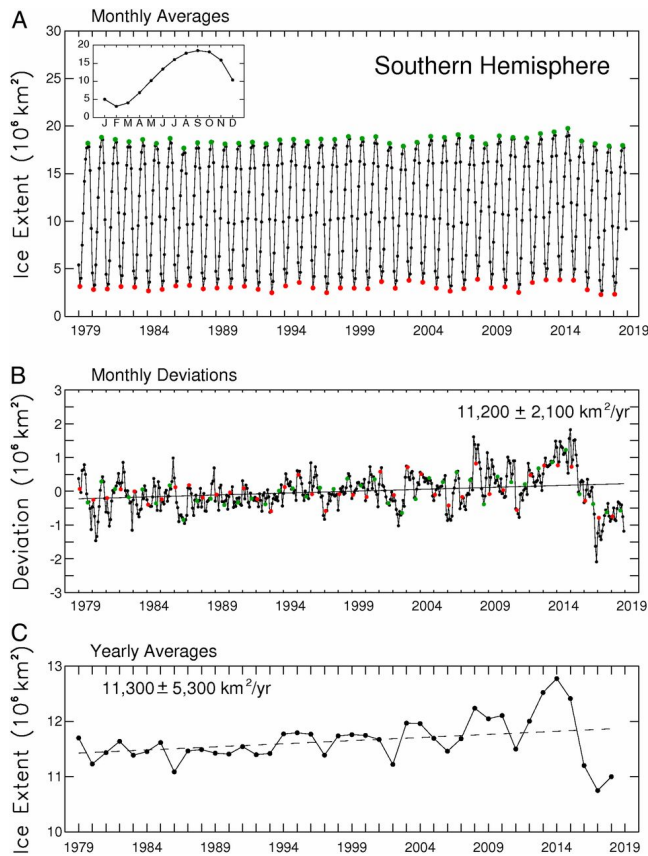 A Monthly Averages
30
25
20
15
10
5
0
Ice Extent (10⁶ km²)
20
15
10
5
0
J F M A M J J A S O N D
Southern Hemisphere
1979 1984 1989 1994 1999 2004 2009 2014 2019
B Monthly Deviations
3
2
1
0
-1
-2
-3
Deviation (10⁶ km²)
11,200 ± 2,100 km²/yr
1979 1984 1989 1994 1999 2004 2009 2014 2019
C Yearly Averages
13
12
11
10
Ice Extent (10⁶ km²)
11,300 ± 5,300 km²/yr
1979 1984 1989 1994 1999 2004 2009 2014 2019